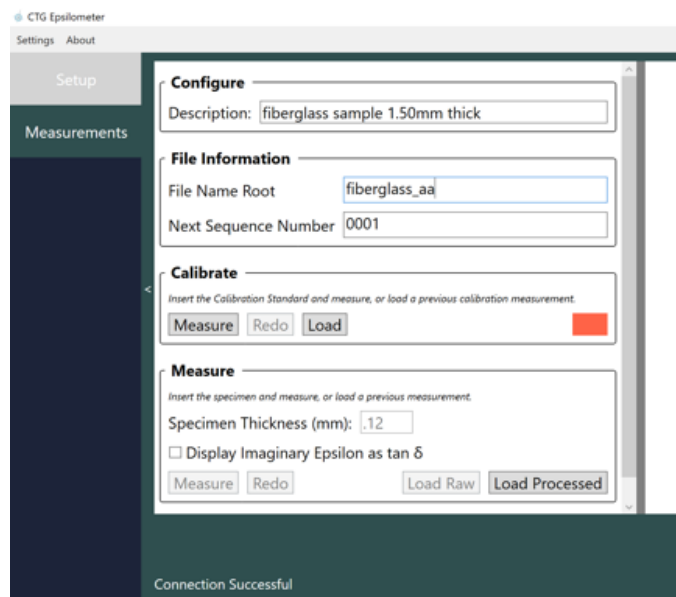 CTG Epsilometer
Settings About
Setup
Measurements
Configure
Description: fiberglass sample 1.50mm thick
File Information
File Name Root fiberglass_aa
Next Sequence Number 0001
<
Calibrate
Insert the Calibration Standard and measure, or load a previous calibration measurement.
Measure Redo Load
Measure
Insert the specimen and measure, or load a previous measurement.
Specimen Thickness (mm): .12
Display Imaginary Epsilon as tan δ
Measure Redo Load Raw Load Processed
Connection Successful